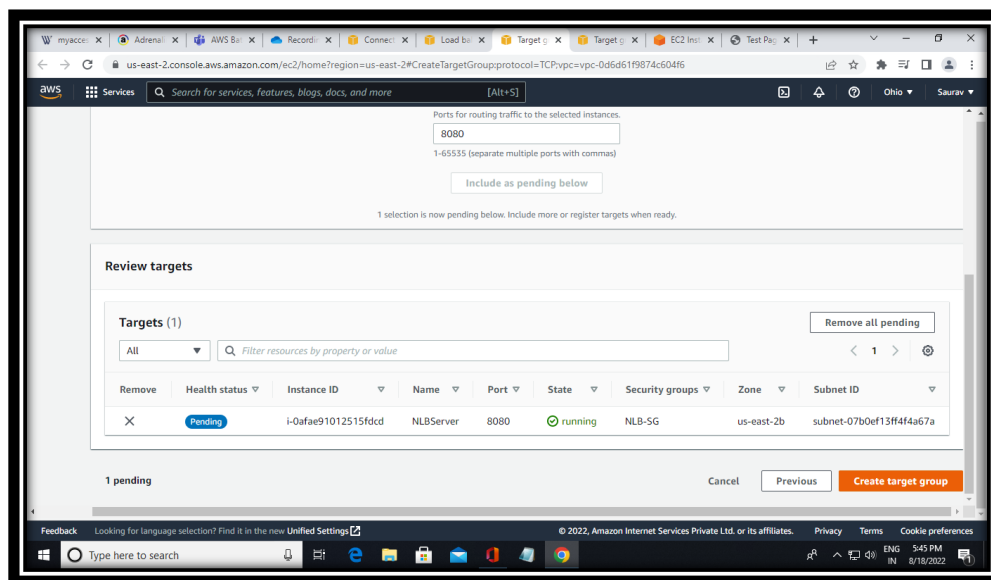 myacces
Adrenali
AWS Ba
Recordin
Connect
Load ba
Target g
Target g
EC2 Inst
Test Pag
us-east-2.console.aws.amazon.com/ec2/home?region=us-east-2#CreateTargetGroup:protocol=TCP;vpc=vpc-0d6d61f9874c604f6
aws Services Search for services, features, blogs, docs, and more [Alt+S] Ohio Saurav
Ports for routing traffic to the selected instances.
8080
1-65535 (separate multiple ports with commas)
Include as pending below
1 selection is now pending below. Include more or register targets when ready.
Review targets
Targets (1) Remove all pending
All Filter resources by property or value 1
Remove Health status Instance ID Name Port State Security groups Zone Subnet ID
Pending i-0afae91012515fdcd NLBServer 8080 running NLB-SG us-east-2b subnet-07b0ef13ff4f4a67a
1 pending Cancel Previous Create target group
Feedback Looking for language selection? Find it in the new Unified Settings © 2022, Amazon Internet Services Private Ltd. or its affiliates. Privacy Terms Cookie preferences
Type here to search ENG 5:45 PM
IN 8/18/2022